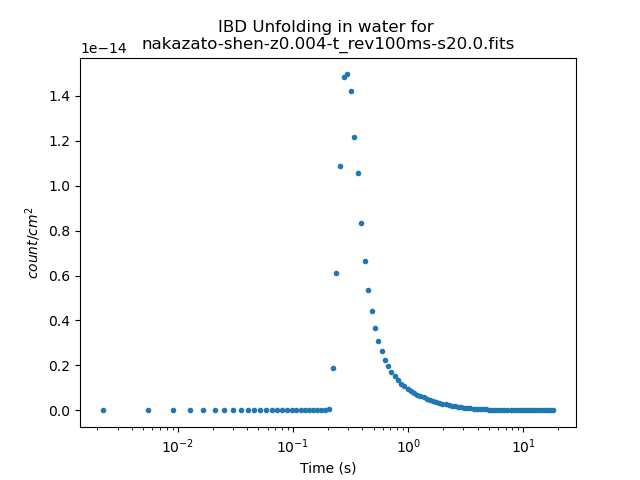 IBD Unfolding in water for
nakazato-shen-z0.004-t_rev100ms-s20.0.fits
1e−14
1.4
1.2
1.0
0.8
0.6
0.4
0.2
0.0
count/cm²
10⁻² 10⁻¹ 10⁰ 10¹
Time (s)